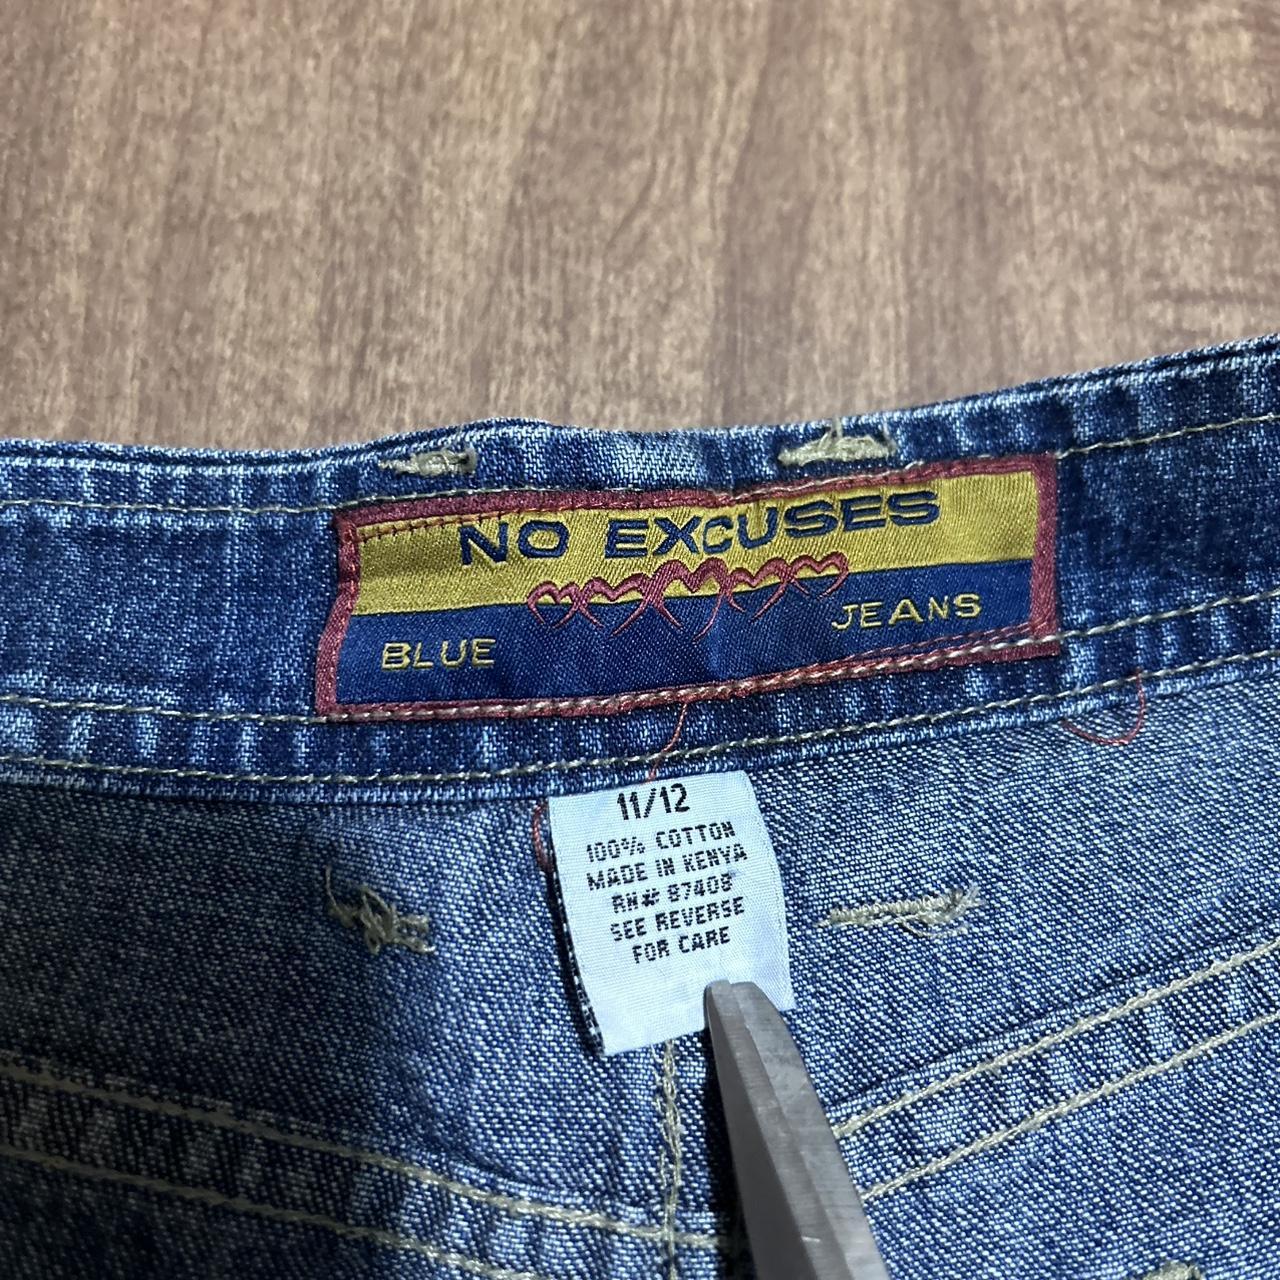 NO EXCUSES
BLUE JEANS
11/12
100% COTTON
MADE IN KENYA
RN# 87408
SEE REVERSE
FOR CARE